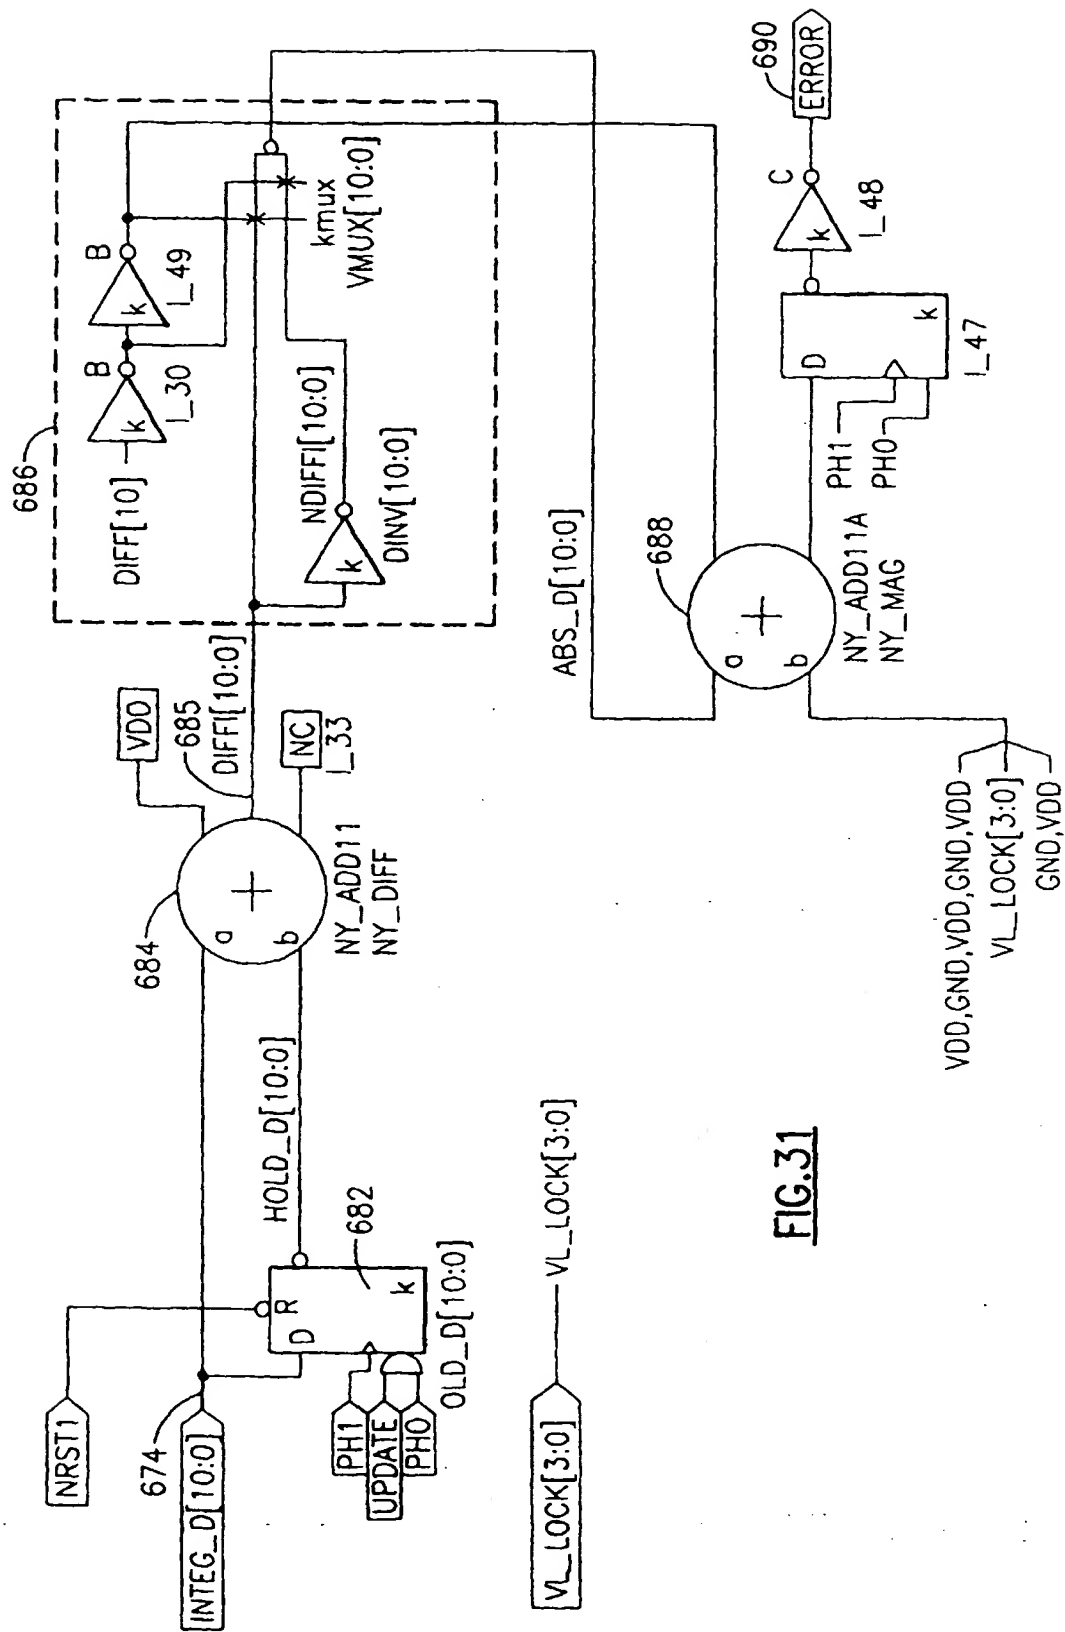 NRST1
674
INTEG_D[10:0]
D
R
k
682
PH1
UPDATE
PH0
OLD_D[10:0]
HOLD_D[10:0]
684
a
b
+
NY_ADD11
NY_DIFF
VDD
685
DIFFI[10:0]
NC
I_33
686
DIFF[10]
k
B
I_30
k
B
I_49
NDIFFI[10:0]
k
DINV[10:0]
kmux
VMUX[10:0]
ABS_D[10:0]
688
a
b
+
NY_ADD11A
NY_MAG
PH1
PH0
D
k
I_47
k
C
I_48
690
ERROR
VDD,GND,VDD,GND,VDD
VL_LOCK[3:0]
GND,VDD
VL_LOCK[3:0]
VL_LOCK[3:0]
FIG.31